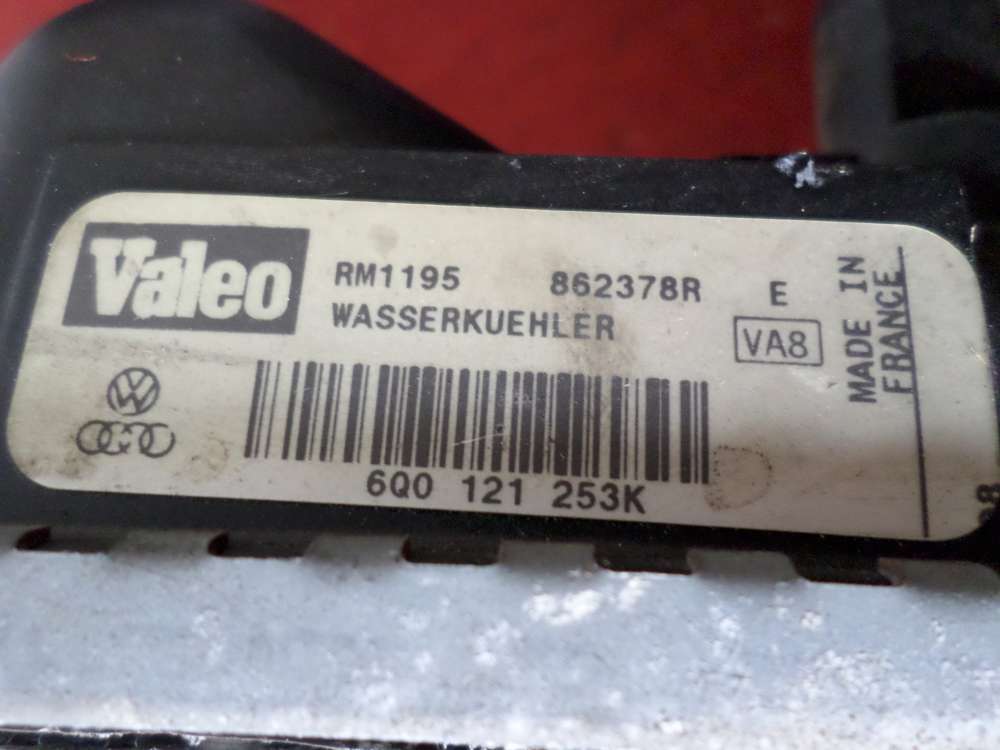 Valeo
RM1195 862378R E
WASSERKUEHLER
VA8
MADE IN
FRANCE
6Q0 121 253K